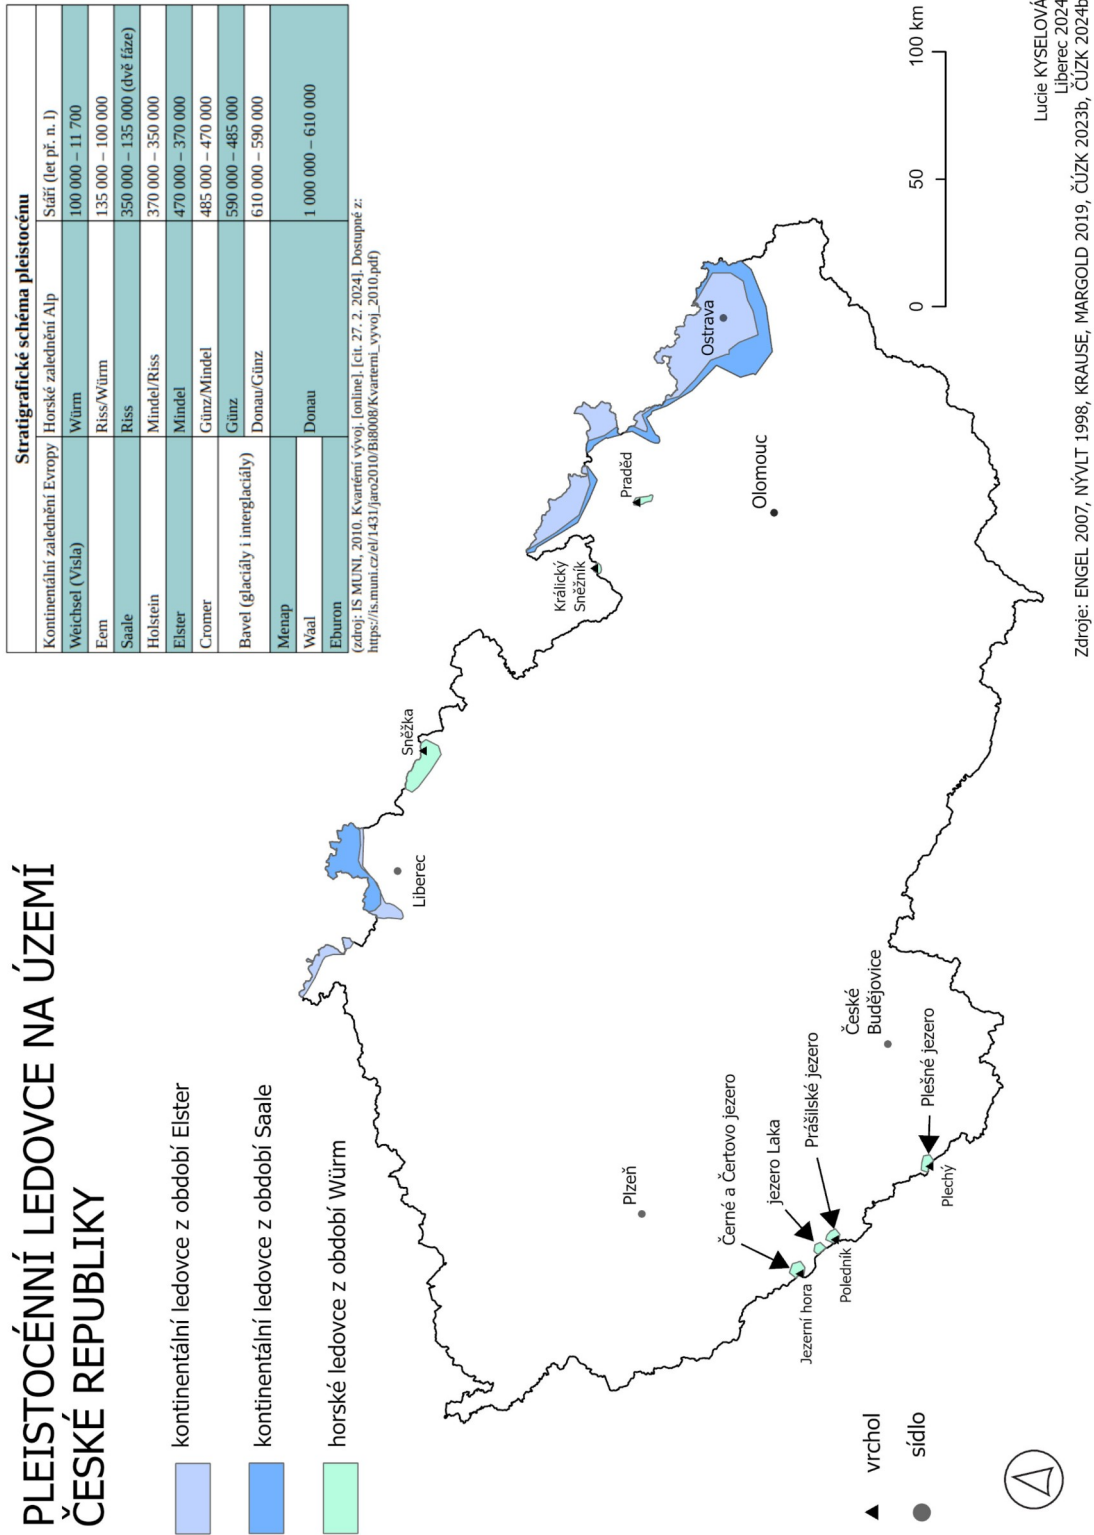 PLEISTOCÉNNÍ LEDOVCE NA ÚZEMÍ
ČESKÉ REPUBLIKY
kontinentální ledovce z období Elster
kontinentální ledovce z období Saale
horské ledovce z období Würm
Stratigrafické schéma pleistocénu
Kontinentální zalednění Evropy Horské zalednění Alp Stáří (let př. n. l)
Weichsel (Visla) Würm 100 000 – 11 700
Eem Riss/Würm 135 000 – 100 000
Saale Riss 350 000 – 135 000 (dvě fáze)
Holstein Mindel/Riss 370 000 – 350 000
Elster Mindel 470 000 – 370 000
Cromer Günz/Mindel 485 000 – 470 000
Bavel (glaciály i interglaciály) Günz 590 000 – 485 000
Donau/Günz 610 000 – 590 000
Menap
Waal Donau 1 000 000 – 610 000
Eburon
(zdroj: IS MUNI, 2010. Kvartérní vývoj. [online]. [cit. 27. 2. 2024]. Dostupné z:
https://is.muni.cz/el/1431/jaro2010/Bi8008/Kvarterni_vyvoj_2010.pdf)
Liberec
Sněžka
Králický
Sněžník
Praděd
Ostrava
Olomouc
Plzeň
Černé a Čertovo jezero
jezero Laka
Prášilské jezero
České
Budějovice
Plešné jezero
Jezerní hora
Poledník
Plechý
vrchol
sídlo
0 50 100 km
Lucie KYSELOVÁ
Liberec 2024
Zdroje: ENGEL 2007, NÝVLT 1998, KRAUSE, MARGOLD 2019, ČÚZK 2023b, ČÚZK 2024b